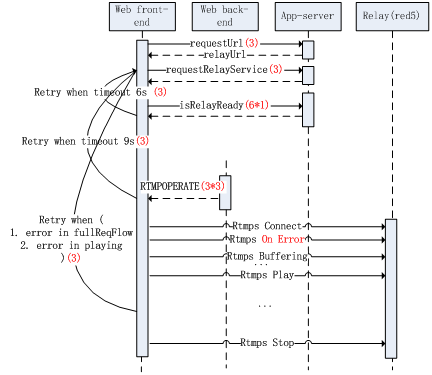 Web front-
end
Web back-
end
App-server
Relay(red5)
requestUrl(3)
relayUrl
requestRelayService(3)
Retry when timeout 6s (3)
isRelayReady(6*1)
Retry when timeout 9s(3)
RTMPOPERATE(3*3)
Retry when (
1. error in fullReqFlow
2. error in playing
)(3)
Rtmps Connect
Rtmps On Error
Rtmps Buffering
...
Rtmps Play
...
Rtmps Stop